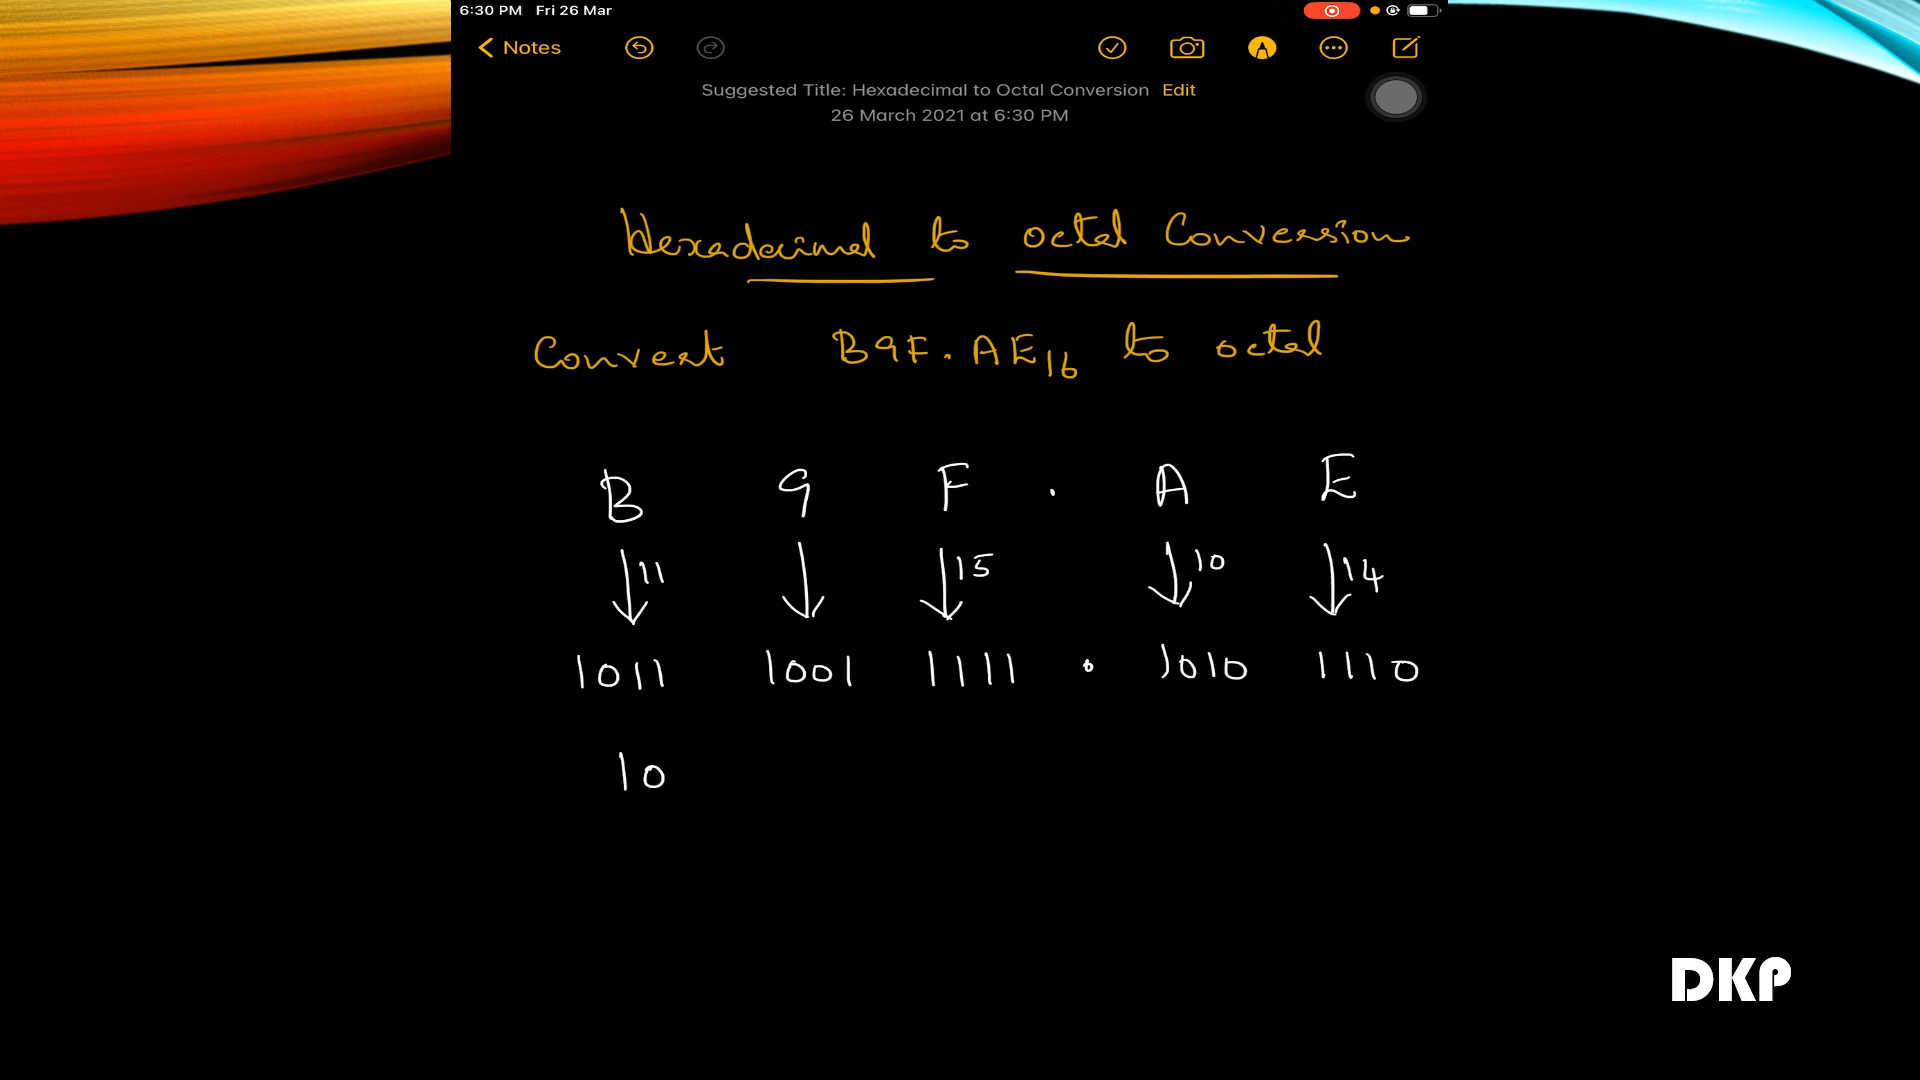 6:30 PM Fri 26 Mar
Notes
Suggested Title: Hexadecimal to Octal Conversion Edit
26 March 2021 at 6:30 PM
Hexadecimal to octal Conversion
Convert B9F.AE16 to octal
B 9 F . A E
11 15 10 14
1011 1001 1111 . 1010 1110
10
DKP